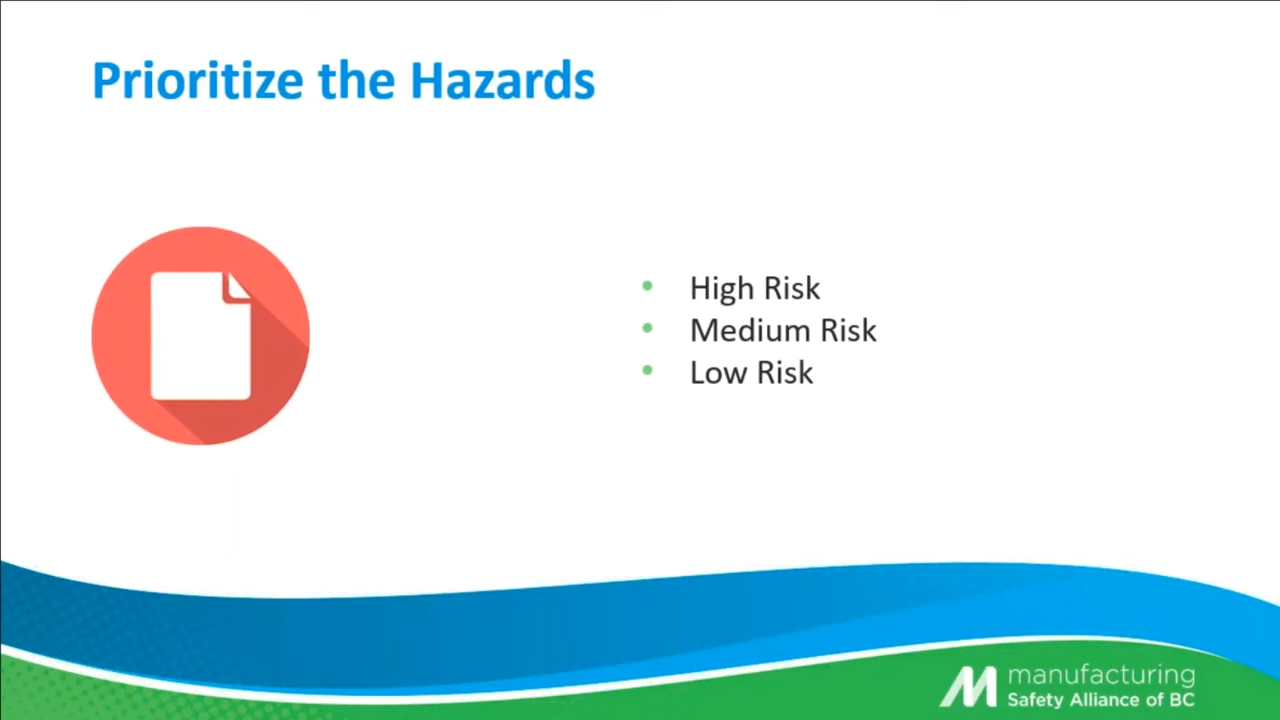 Prioritize the Hazards
• High Risk
• Medium Risk
• Low Risk
manufacturing
Safety Alliance of BC